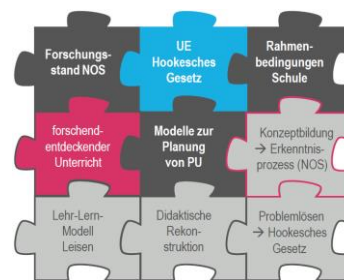 Forschungs-
stand NOS
UE
Hookesches
Gesetz
Rahmen-
bedingungen
Schule
forschend-
entdeckender
Unterricht
Modelle zur
Planung
von PU
Konzeptbildung
→ Erkenntnis-
prozess (NOS)
Lehr-Lern-
Modell
Leisen
Didaktische
Rekon-
struktion
Problemlösen
→ Hookesches
Gesetz